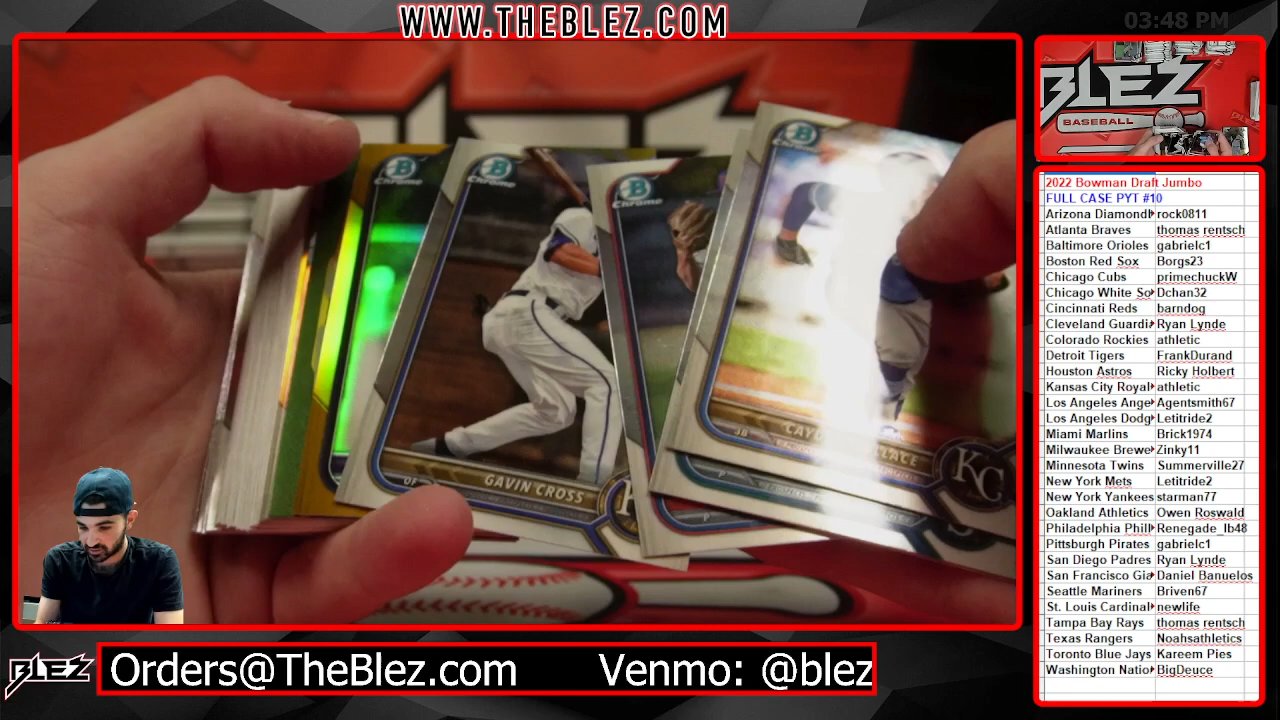 WWW.THEBLEZ.COM
03:48 PM
B
Chrome
B
Chrome
B
Chrome
B
Chrome
GAVIN CROSS
OF
3B
P
P
KC
BLEZ
BASEBALL
2022 Bowman Draft Jumbo
FULL CASE PYT #10
Arizona Diamondl rock0811
Atlanta Braves thomas rentsch
Baltimore Orioles gabrielc1
Boston Red Sox Borgs23
Chicago Cubs primechuckW
Chicago White So Dchan32
Cincinnati Reds borndog
Cleveland Guardi Ryan Lynde
Colorado Rockies athletic
Detroit Tigers FrankDurand
Houston Astros Ricky Holbert
Kansas City Royal athletic
Los Angeles Ange Agentsmith67
Los Angeles Dodg Letitride2
Miami Marlins Brick1974
Milwaukee Brewe Zinky11
Minnesota Twins Summerville27
New York Mets Letitride2
New York Yankees starman77
Oakland Athletics Owen Roswald
Philadelphia Phill Renegade_lb48
Pittsburgh Pirates gabrielc1
San Diego Padres Ryan Lynde
San Francisco Gia Daniel Banuelos
Seattle Mariners Briven67
St. Louis Cardinal newlife
Tampa Bay Rays thomas rentsch
Texas Rangers Noahsathletics
Toronto Blue Jays Kareem Pies
Washington Natio BigDeuce
BLEZ
Orders@TheBlez.com Venmo: @blez